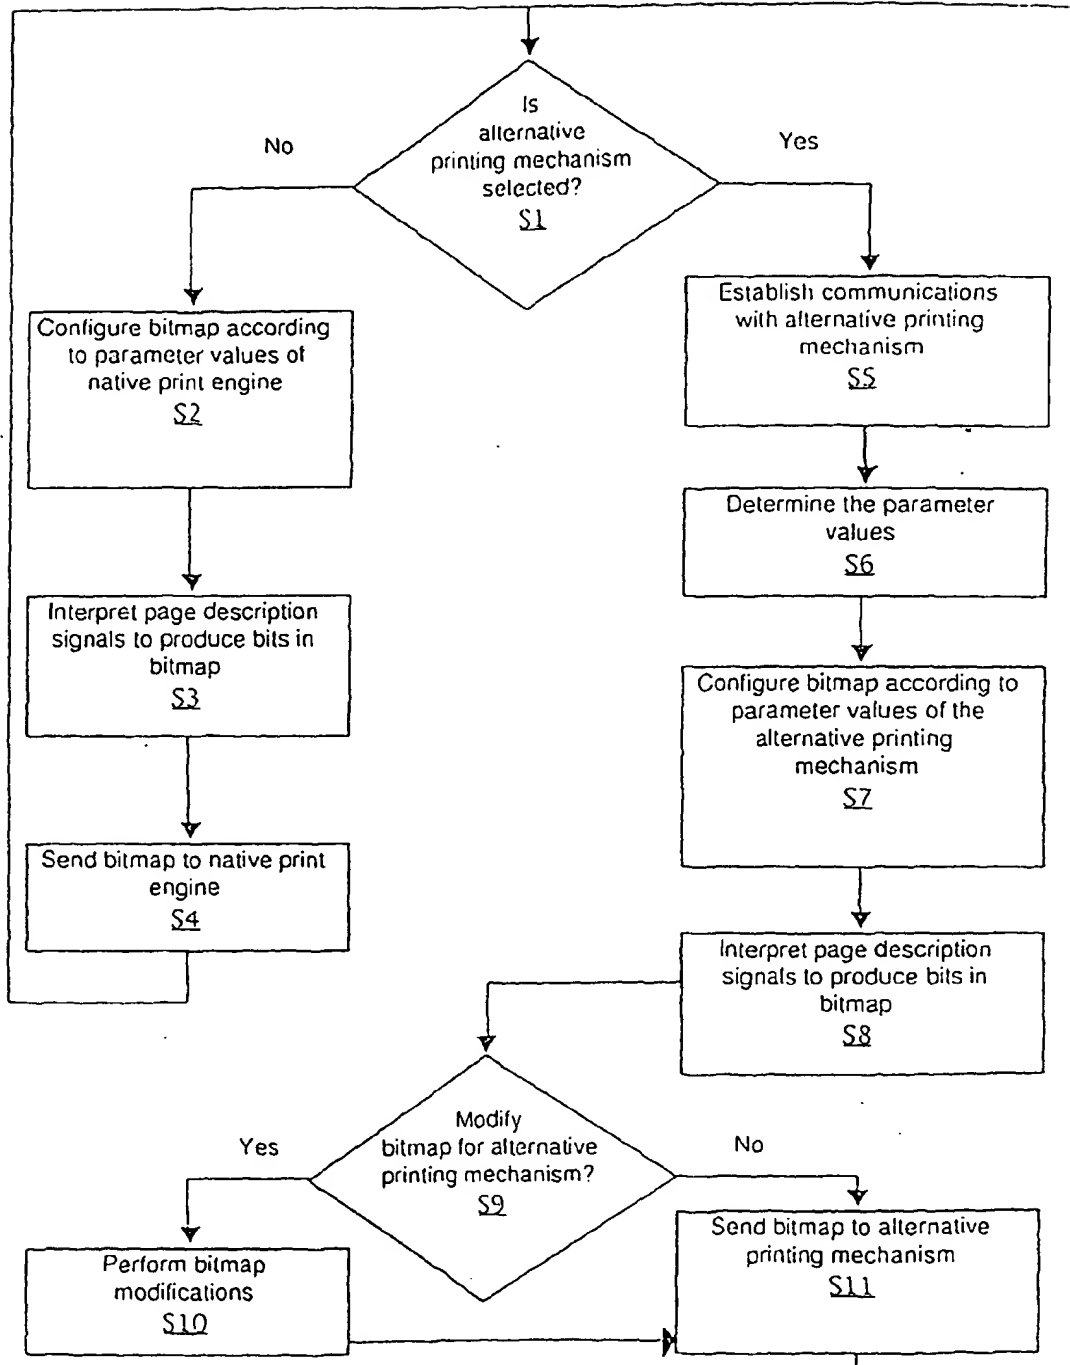 Is
alternative
printing mechanism
selected?
S1
No
Yes
Configure bitmap according
to parameter values of
native print engine
S2
Interpret page description
signals to produce bits in
bitmap
S3
Send bitmap to native print
engine
S4
Establish communications
with alternative printing
mechanism
S5
Determine the parameter
values
S6
Configure bitmap according to
parameter values of the
alternative printing
mechanism
S7
Interpret page description
signals to produce bits in
bitmap
S8
Modify
bitmap for alternative
printing mechanism?
S9
Yes
No
Perform bitmap
modifications
S10
Send bitmap to alternative
printing mechanism
S11